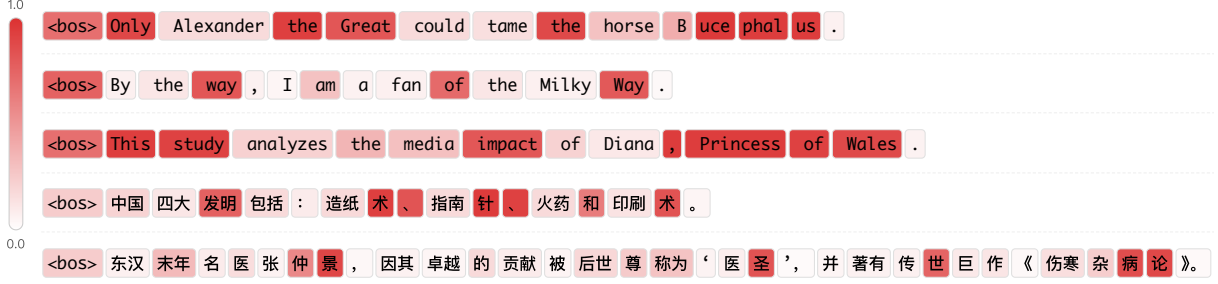 1.0
<bos> Only Alexander the Great could tame the horse Bucephalus.
<bos> By the way, I am a fan of the Milky Way.
<bos> This study analyzes the media impact of Diana, Princess of Wales.
<bos> 中国四大发明包括：造纸术、指南针、火药和印刷术。
0.0
<bos> 东汉末年名医张仲景，因其卓越的贡献被后世尊称为‘医圣’，并著有传世巨作《伤寒杂病论》。